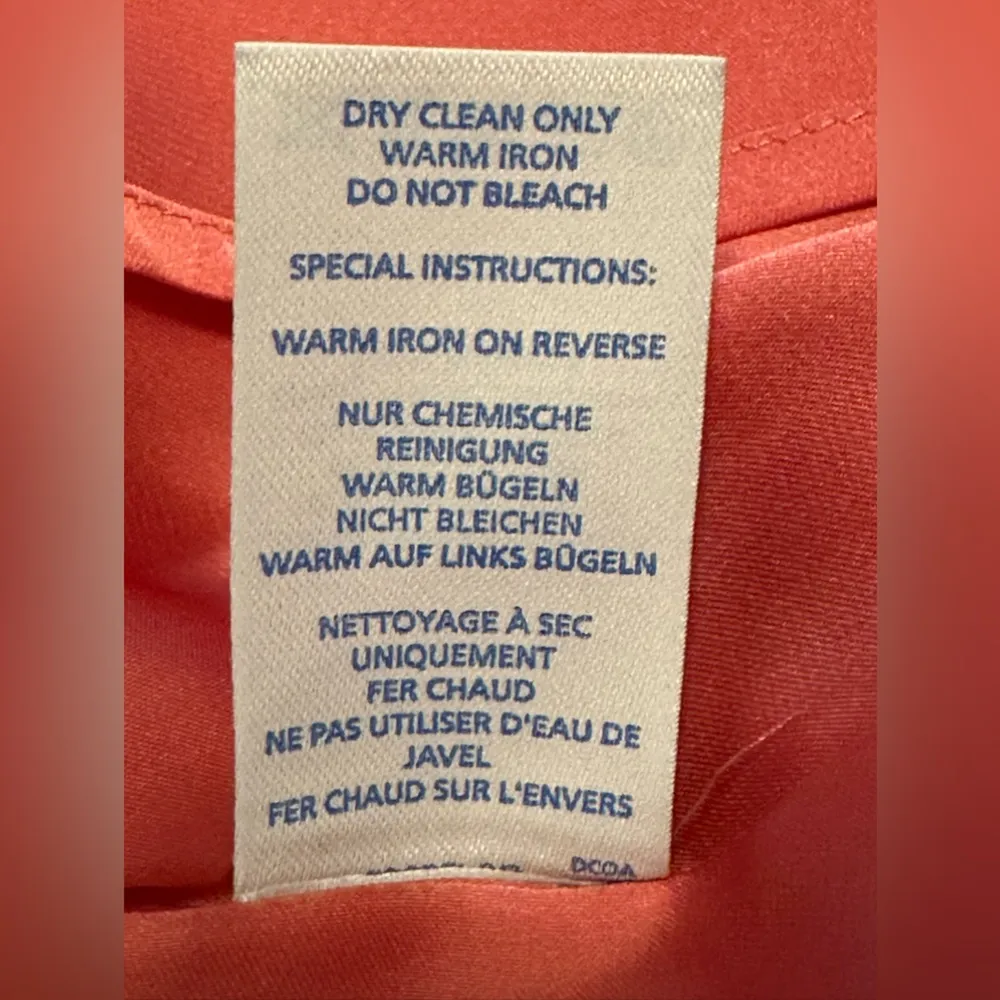 DRY CLEAN ONLY
WARM IRON
DO NOT BLEACH
SPECIAL INSTRUCTIONS:
WARM IRON ON REVERSE
NUR CHEMISCHE
REINIGUNG
WARM BÜGELN
NICHT BLEICHEN
WARM AUF LINKS BÜGELN
NETTOYAGE À SEC
UNIQUEMENT
FER CHAUD
NE PAS UTILISER D'EAU DE
JAVEL
FER CHAUD SUR L'ENVERS